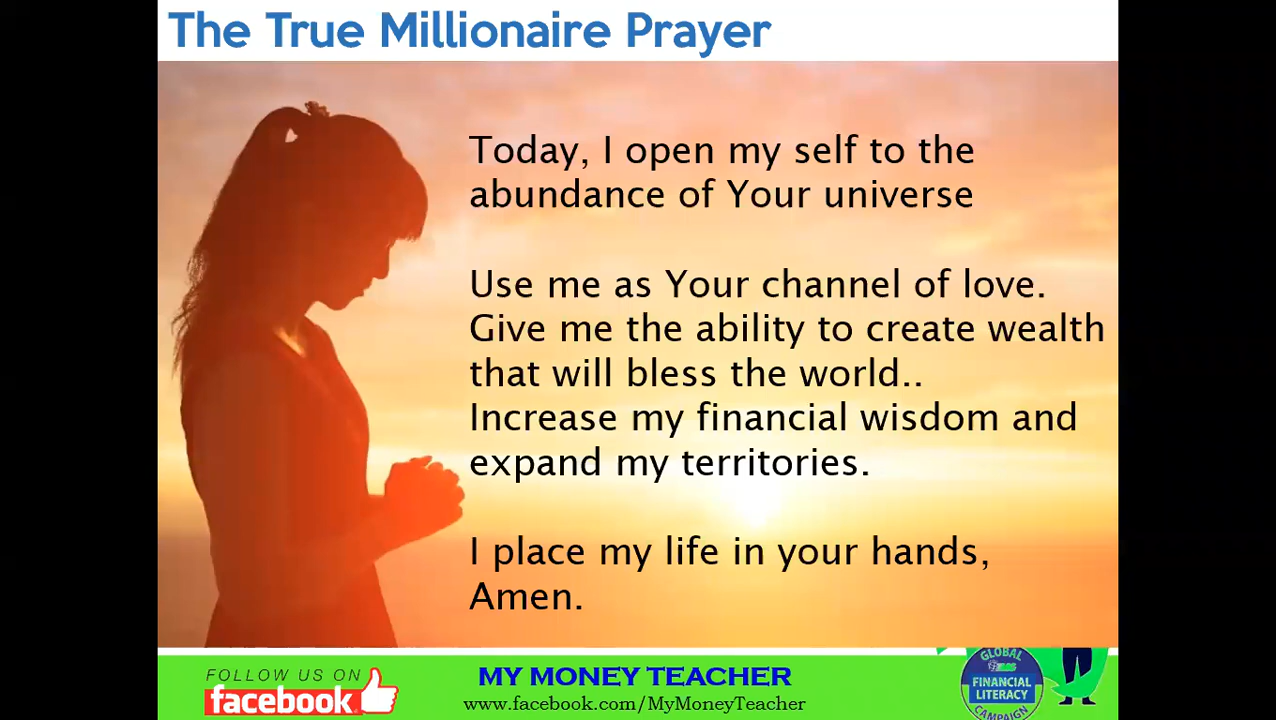 The True Millionaire Prayer
Today, I open my self to the
abundance of Your universe
Use me as Your channel of love.
Give me the ability to create wealth
that will bless the world..
Increase my financial wisdom and
expand my territories.
I place my life in your hands,
Amen.
FOLLOW US ON
facebook
MY MONEY TEACHER
www.facebook.com/MyMoneyTeacher
GLOBAL
FINANCIAL
LITERACY
CAMPAIGN